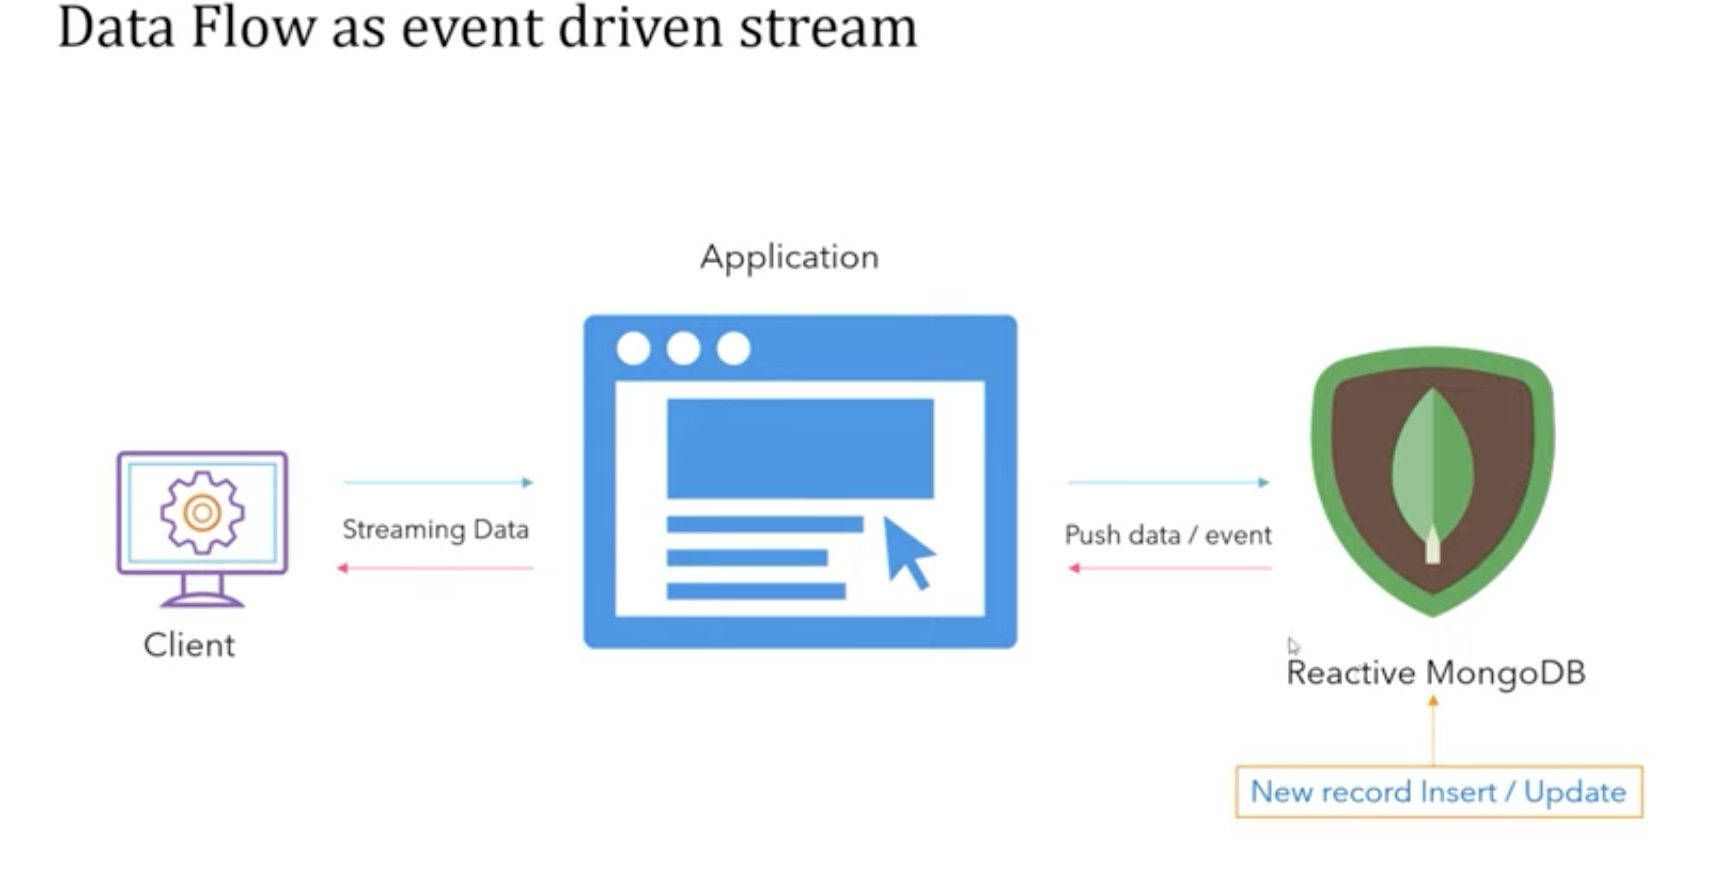 Data Flow as event driven stream
Application
Streaming Data
Push data / event
Client
Reactive MongoDB
New record Insert / Update